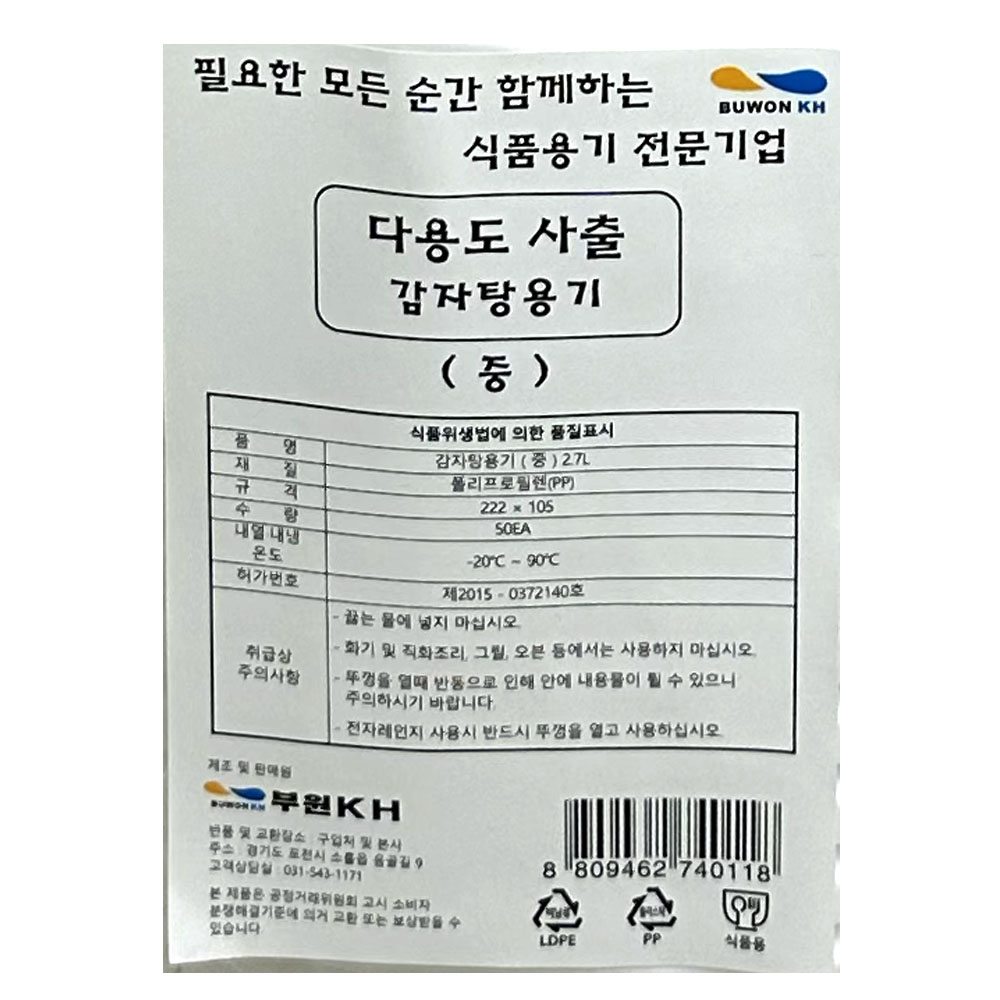 필요한 모든 순간 함께하는
BUWON KH
식품용기 전문기업
다용도 사출
감자탕용기
( 중 )
식품위생법에 의한 품질표시
품 명 감자탕용기 ( 중 ) 2.7L
재 질 폴리프로필렌(PP)
규 격 222 × 105
수 량 50EA
내열 내냉 온도 -20℃ ~ 90℃
허가번호 제2015 - 0372140호
취급상 주의사항
- 끓는 물에 넣지 마십시오.
- 화기 및 직화조리, 그릴, 오븐 등에서는 사용하지 마십시오.
- 뚜껑을 열때 반동으로 인해 안에 내용물이 튈 수 있으니
주의하시기 바랍니다.
- 전자레인지 사용시 반드시 뚜껑을 열고 사용하십시오.
제조 및 판매원
BUWON KH 부원KH
반품 및 교환장소 : 구입처 및 본사
주소 : 경기도 포천시 소흘읍 음골길 9
고객상담실 : 031-543-1171
본 제품은 공정거래위원회 고시 소비자
분쟁해결기준에 의거 교환 또는 보상받을 수
있습니다.
8 809462 740118
비닐류
LDPE
플라스틱
PP
식품용